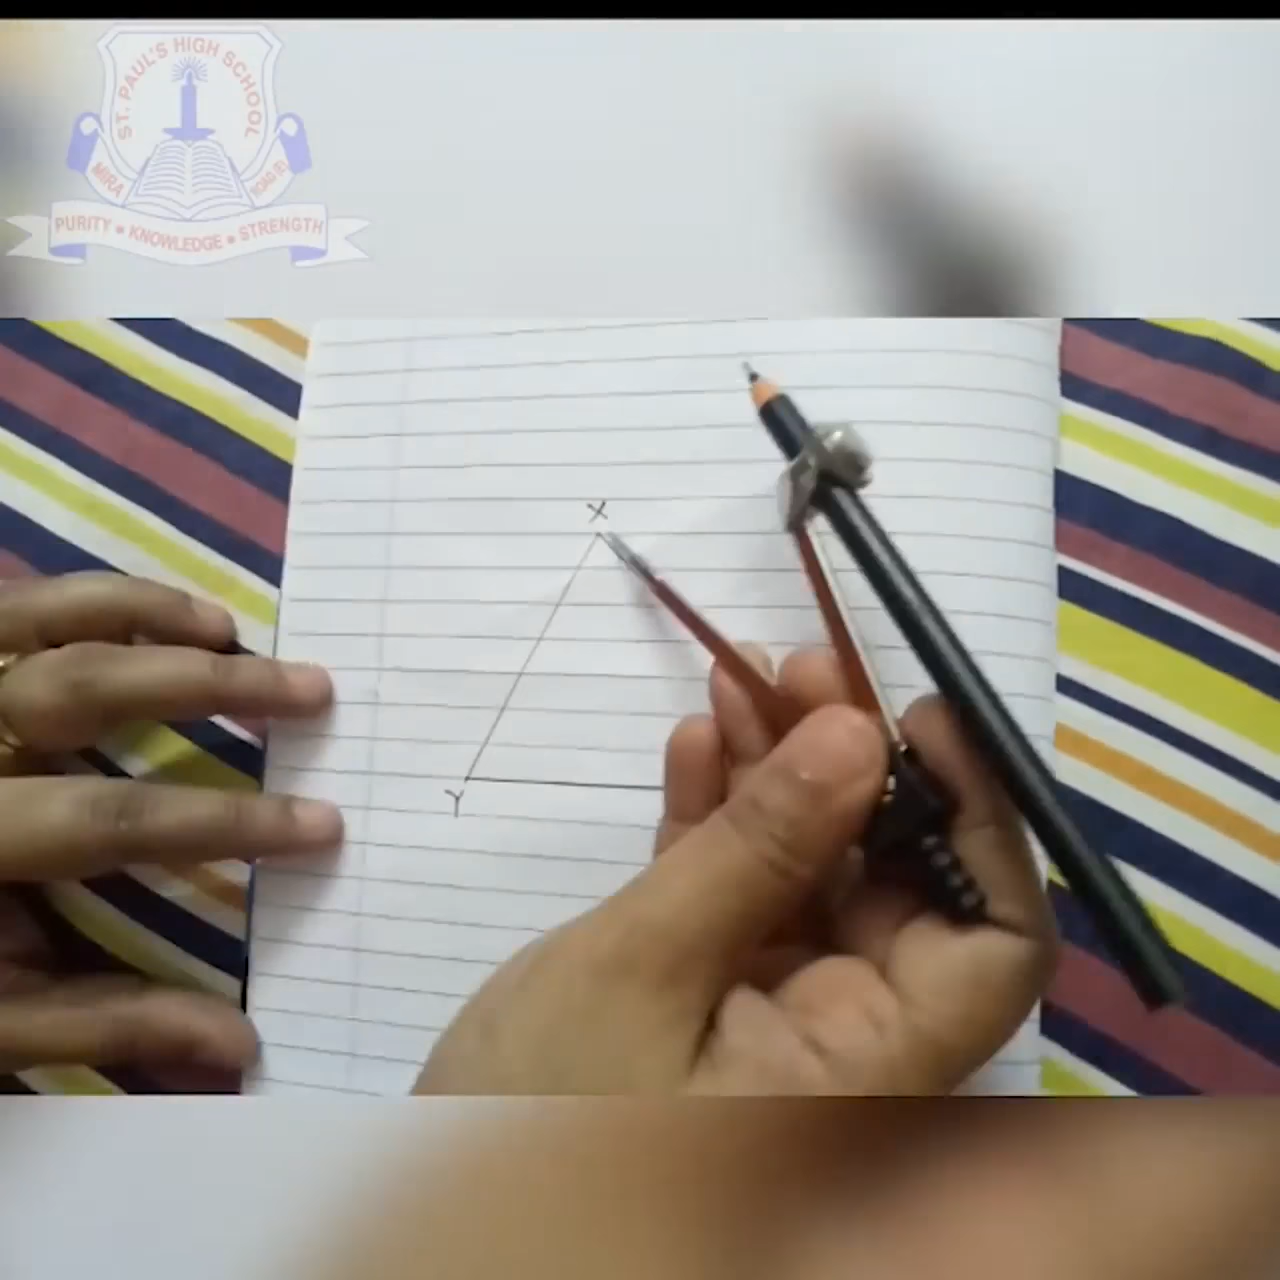 ST. PAUL'S HIGH SCHOOL
MIRA ROAD (E)
PURITY • KNOWLEDGE • STRENGTH
X
Y